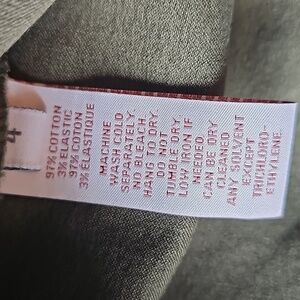 4
97% COTTON
3% ELASTIC
97% COTON
3% ELASTIQUE
MACHINE
WASH COLD
SEPARATELY.
NO BLEACH.
HANG TO DRY.
DO NOT
TUMBLE DRY.
LOW IRON IF
NEEDED
CAN BE DRY
CLEANED
ANY SOLVENT
EXCEPT
TRICHLORO-
ETHYLENE.